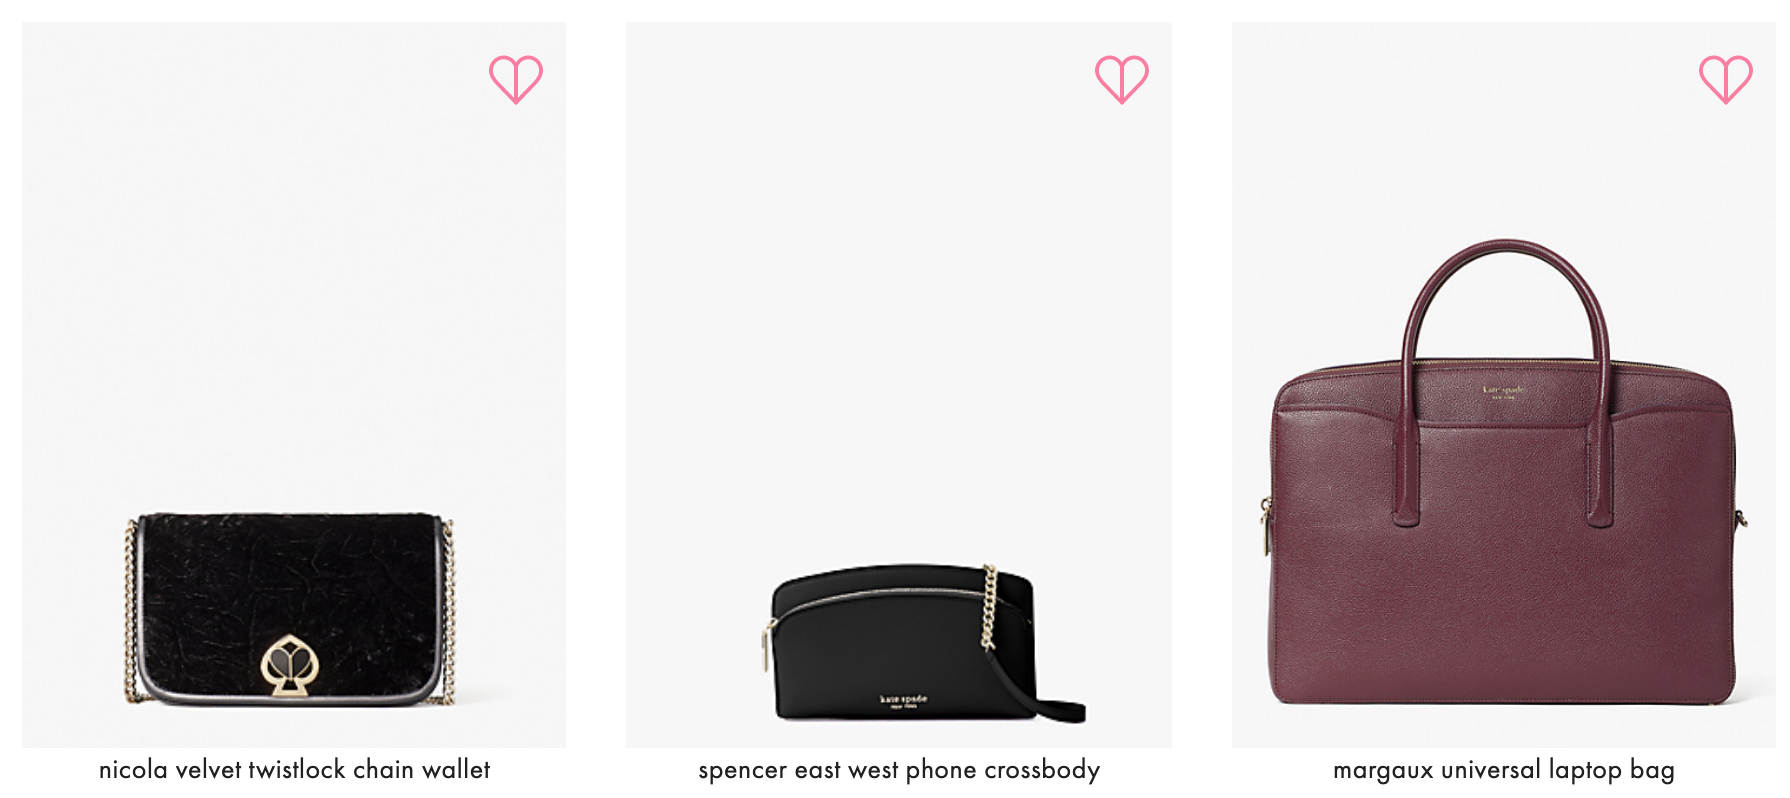 kate spade
NEW YORK
kate spade
NEW YORK
nicola velvet twistlock chain wallet
spencer east west phone crossbody
margaux universal laptop bag